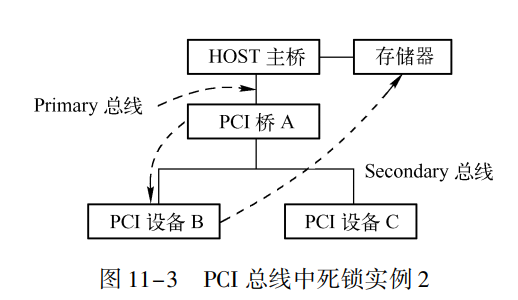 HOST 主桥
存储器
Primary 总线
PCI 桥 A
Secondary 总线
PCI 设备 B
PCI 设备 C
图 11-3 PCI 总线中死锁实例 2